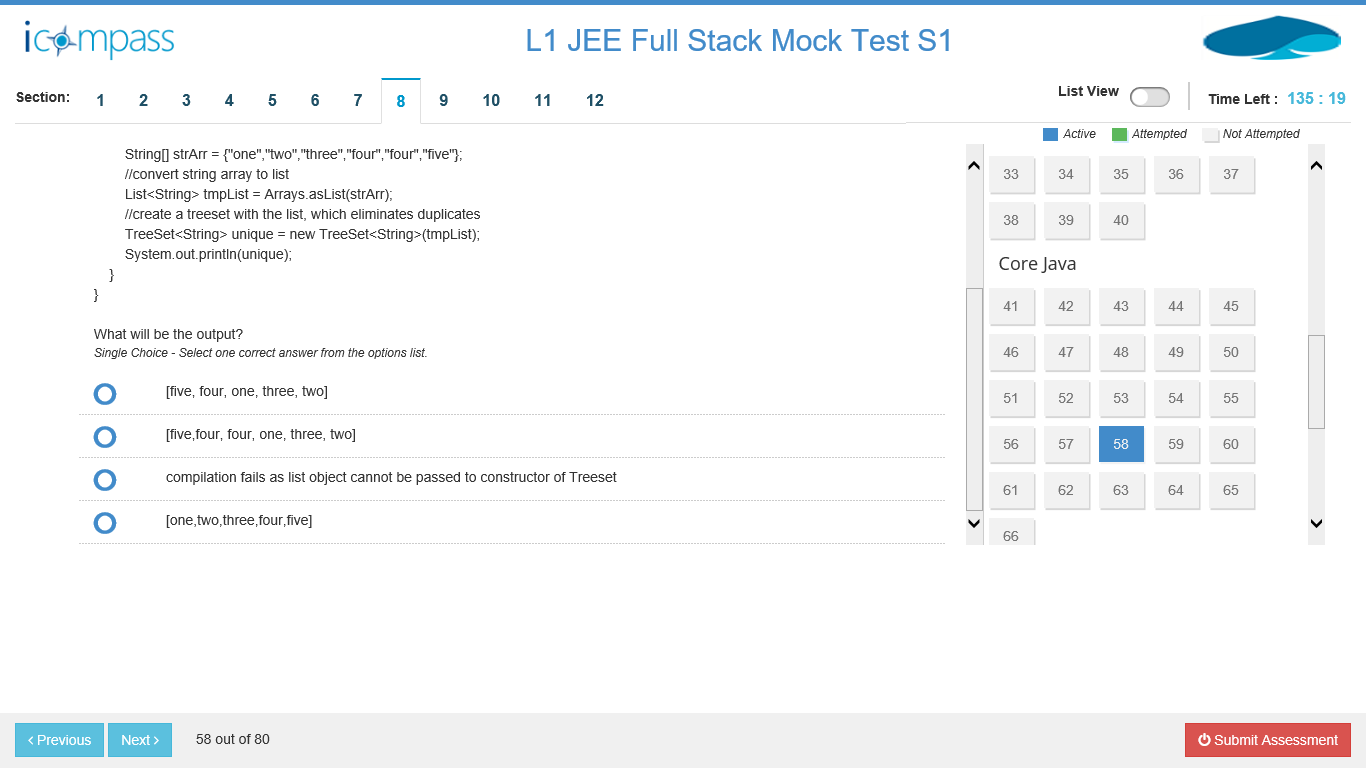 icompass
L1 JEE Full Stack Mock Test S1
Section: 1 2 3 4 5 6 7 8 9 10 11 12
List View
Time Left : 135 : 19
Active Attempted Not Attempted
String[] strArr = {"one","two","three","four","four","five"};
//convert string array to list
List<String> tmpList = Arrays.asList(strArr);
//create a treeset with the list, which eliminates duplicates
TreeSet<String> unique = new TreeSet<String>(tmpList);
System.out.println(unique);
}
}
What will be the output?
Single Choice - Select one correct answer from the options list.
[five, four, one, three, two]
[five,four, four, one, three, two]
compilation fails as list object cannot be passed to constructor of Treeset
[one,two,three,four,five]
33 34 35 36 37
38 39 40
Core Java
41 42 43 44 45
46 47 48 49 50
51 52 53 54 55
56 57 58 59 60
61 62 63 64 65
66
< Previous
Next >
58 out of 80
Submit Assessment